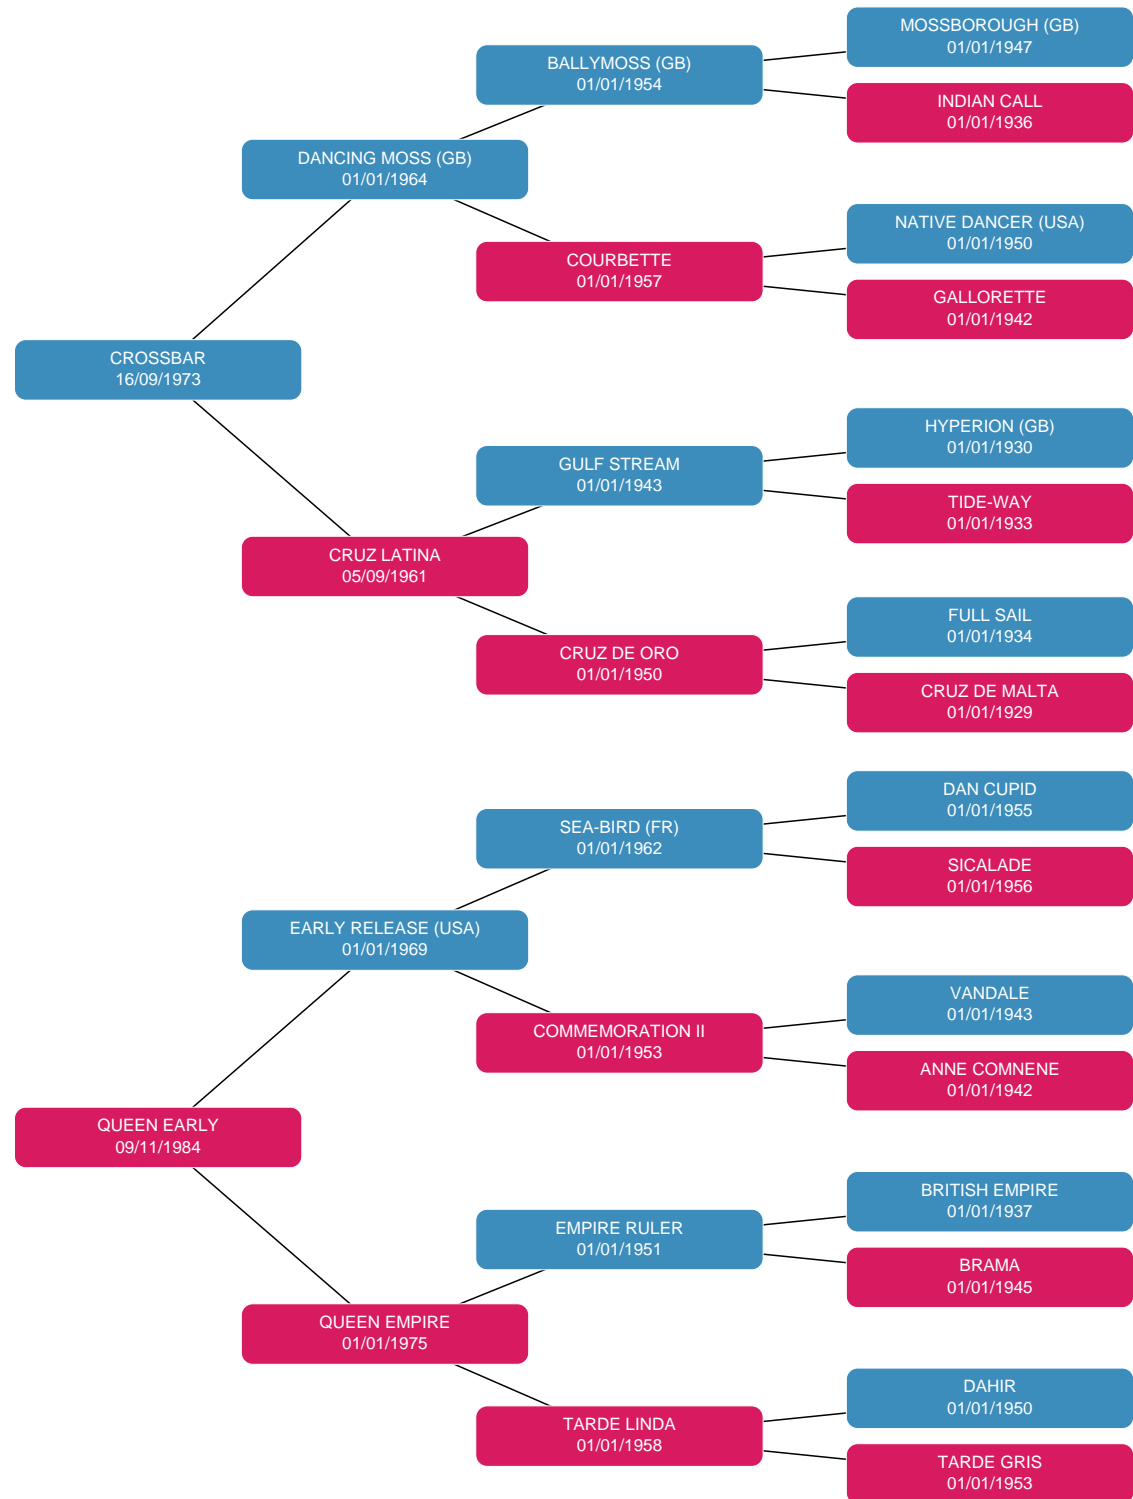 MOSSBOROUGH (GB)
01/01/1947
BALLYMOSS (GB)
01/01/1954
INDIAN CALL
01/01/1936
DANCING MOSS (GB)
01/01/1964
NATIVE DANCER (USA)
01/01/1950
COURBETTE
01/01/1957
GALLORETTE
01/01/1942
CROSSBAR
16/09/1973
HYPERION (GB)
01/01/1930
GULF STREAM
01/01/1943
TIDE-WAY
01/01/1933
CRUZ LATINA
05/09/1961
FULL SAIL
01/01/1934
CRUZ DE ORO
01/01/1950
CRUZ DE MALTA
01/01/1929
DAN CUPID
01/01/1955
SEA-BIRD (FR)
01/01/1962
SICALADE
01/01/1956
EARLY RELEASE (USA)
01/01/1969
VANDALE
01/01/1943
COMMEMORATION II
01/01/1953
ANNE COMNENE
01/01/1942
QUEEN EARLY
09/11/1984
BRITISH EMPIRE
01/01/1937
EMPIRE RULER
01/01/1951
BRAMA
01/01/1945
QUEEN EMPIRE
01/01/1975
DAHIR
01/01/1950
TARDE LINDA
01/01/1958
TARDE GRIS
01/01/1953